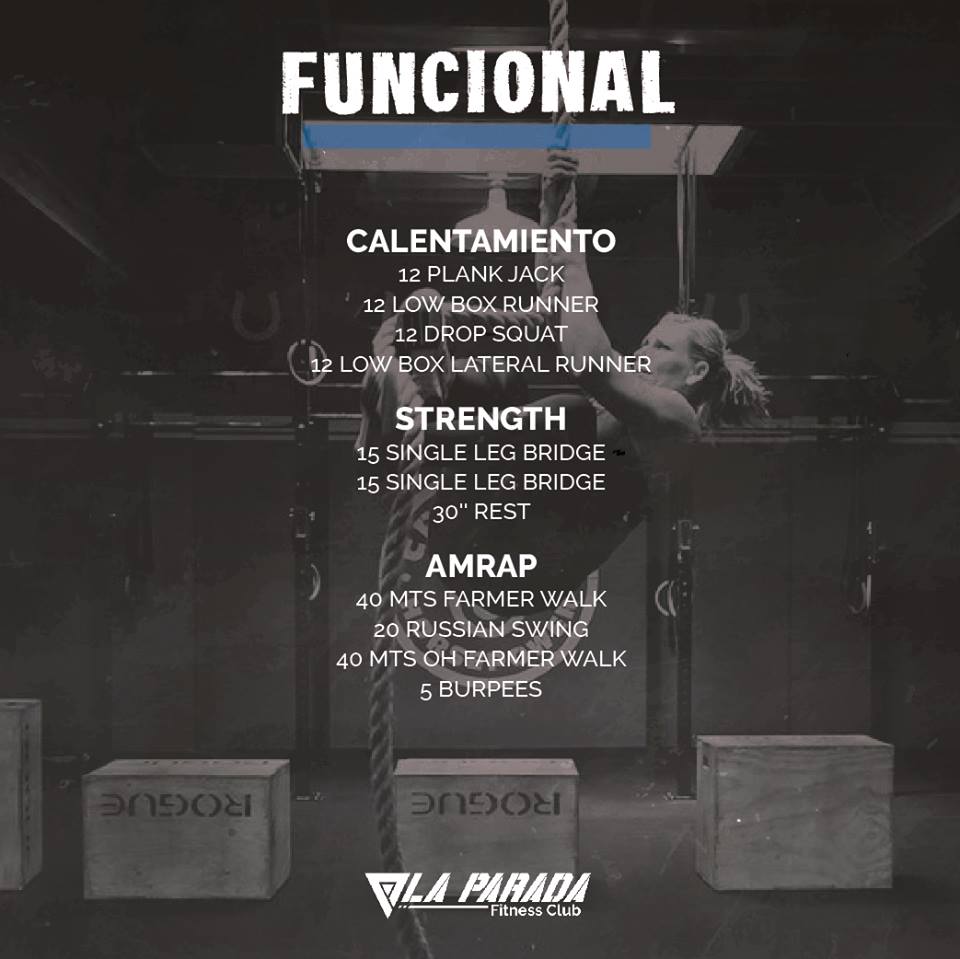 FUNCIONAL
CALENTAMIENTO
12 PLANK JACK
12 LOW BOX RUNNER
12 DROP SQUAT
12 LOW BOX LATERAL RUNNER
STRENGTH
15 SINGLE LEG BRIDGE
15 SINGLE LEG BRIDGE
30'' REST
AMRAP
40 MTS FARMER WALK
20 RUSSIAN SWING
40 MTS OH FARMER WALK
5 BURPEES
ROGUE
ROGUE
LA PARADA
Fitness Club